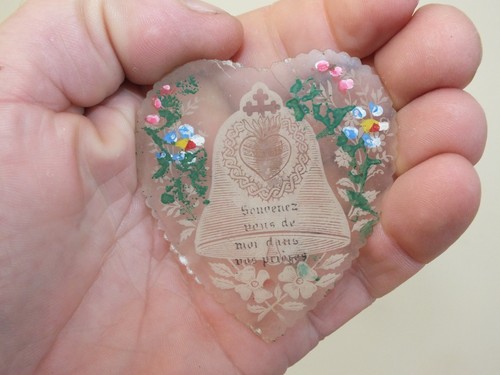 Souvenez
vous de
moi dans
vos prières